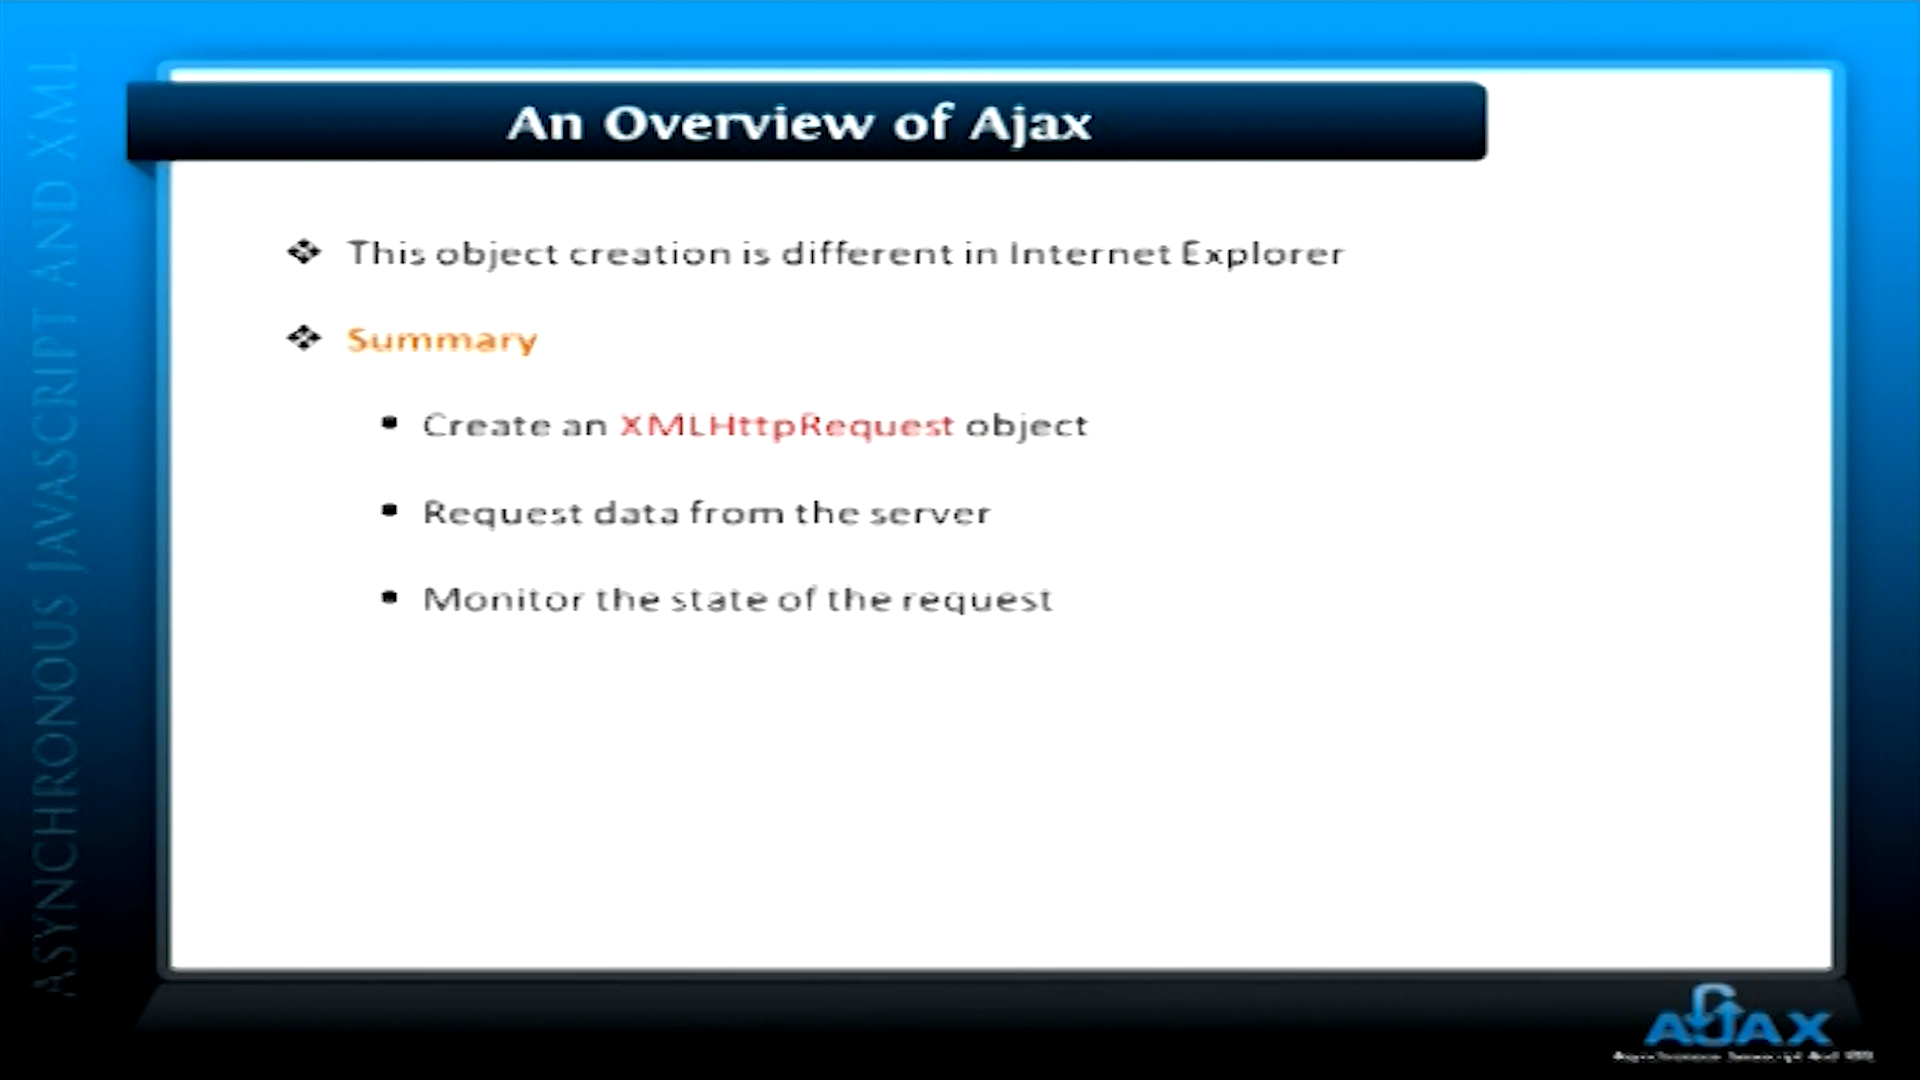 An Overview of Ajax
This object creation is different in Internet Explorer
Summary
Create an XMLHttpRequest object
Request data from the server
Monitor the state of the request
ASYNCHRONOUS JAVASCRIPT AND XML
AJAX